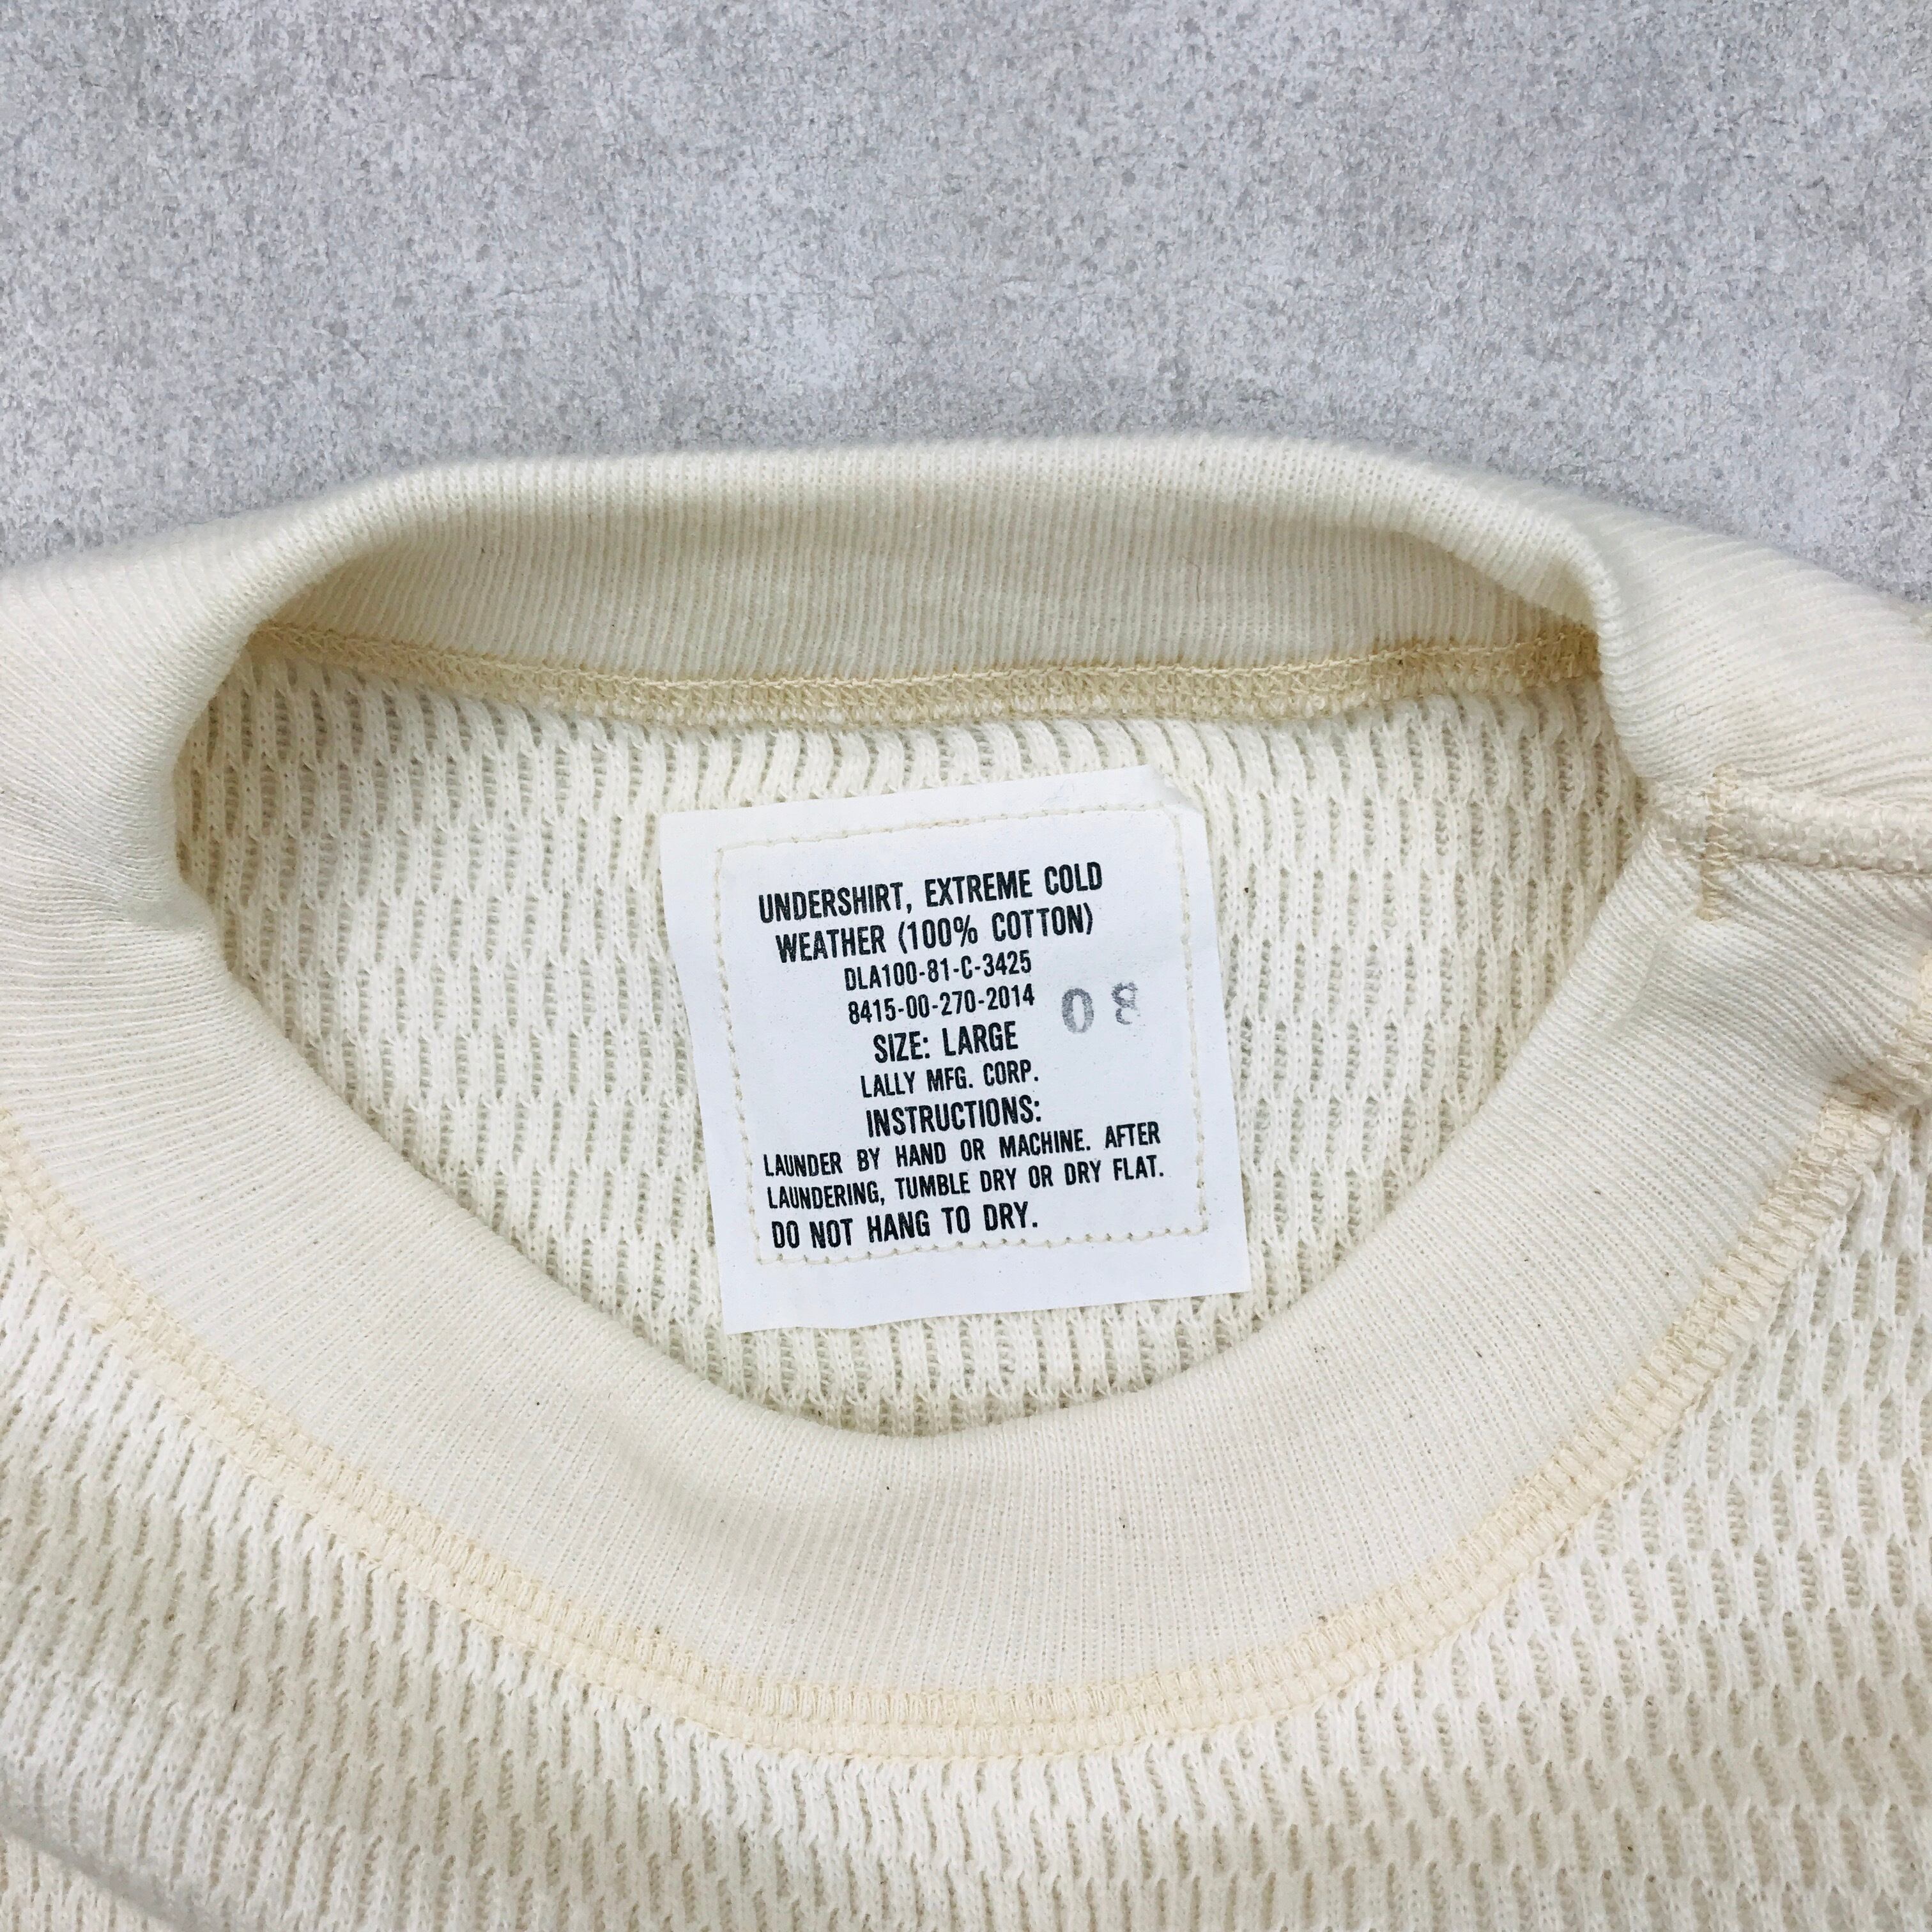 UNDERSHIRT, EXTREME COLD
WEATHER (100% COTTON)
DLA100-81-C-3425
8415-00-270-2014
08
SIZE: LARGE
LALLY MFG. CORP.
INSTRUCTIONS:
LAUNDER BY HAND OR MACHINE. AFTER
LAUNDERING, TUMBLE DRY OR DRY FLAT.
DO NOT HANG TO DRY.